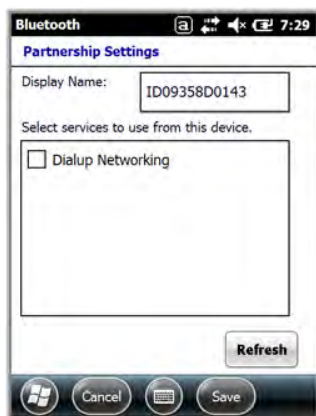 Bluetooth a 7:29
Partnership Settings
Display Name: ID09358D0143
Select services to use from this device.
Dialup Networking
Refresh
Cancel Save